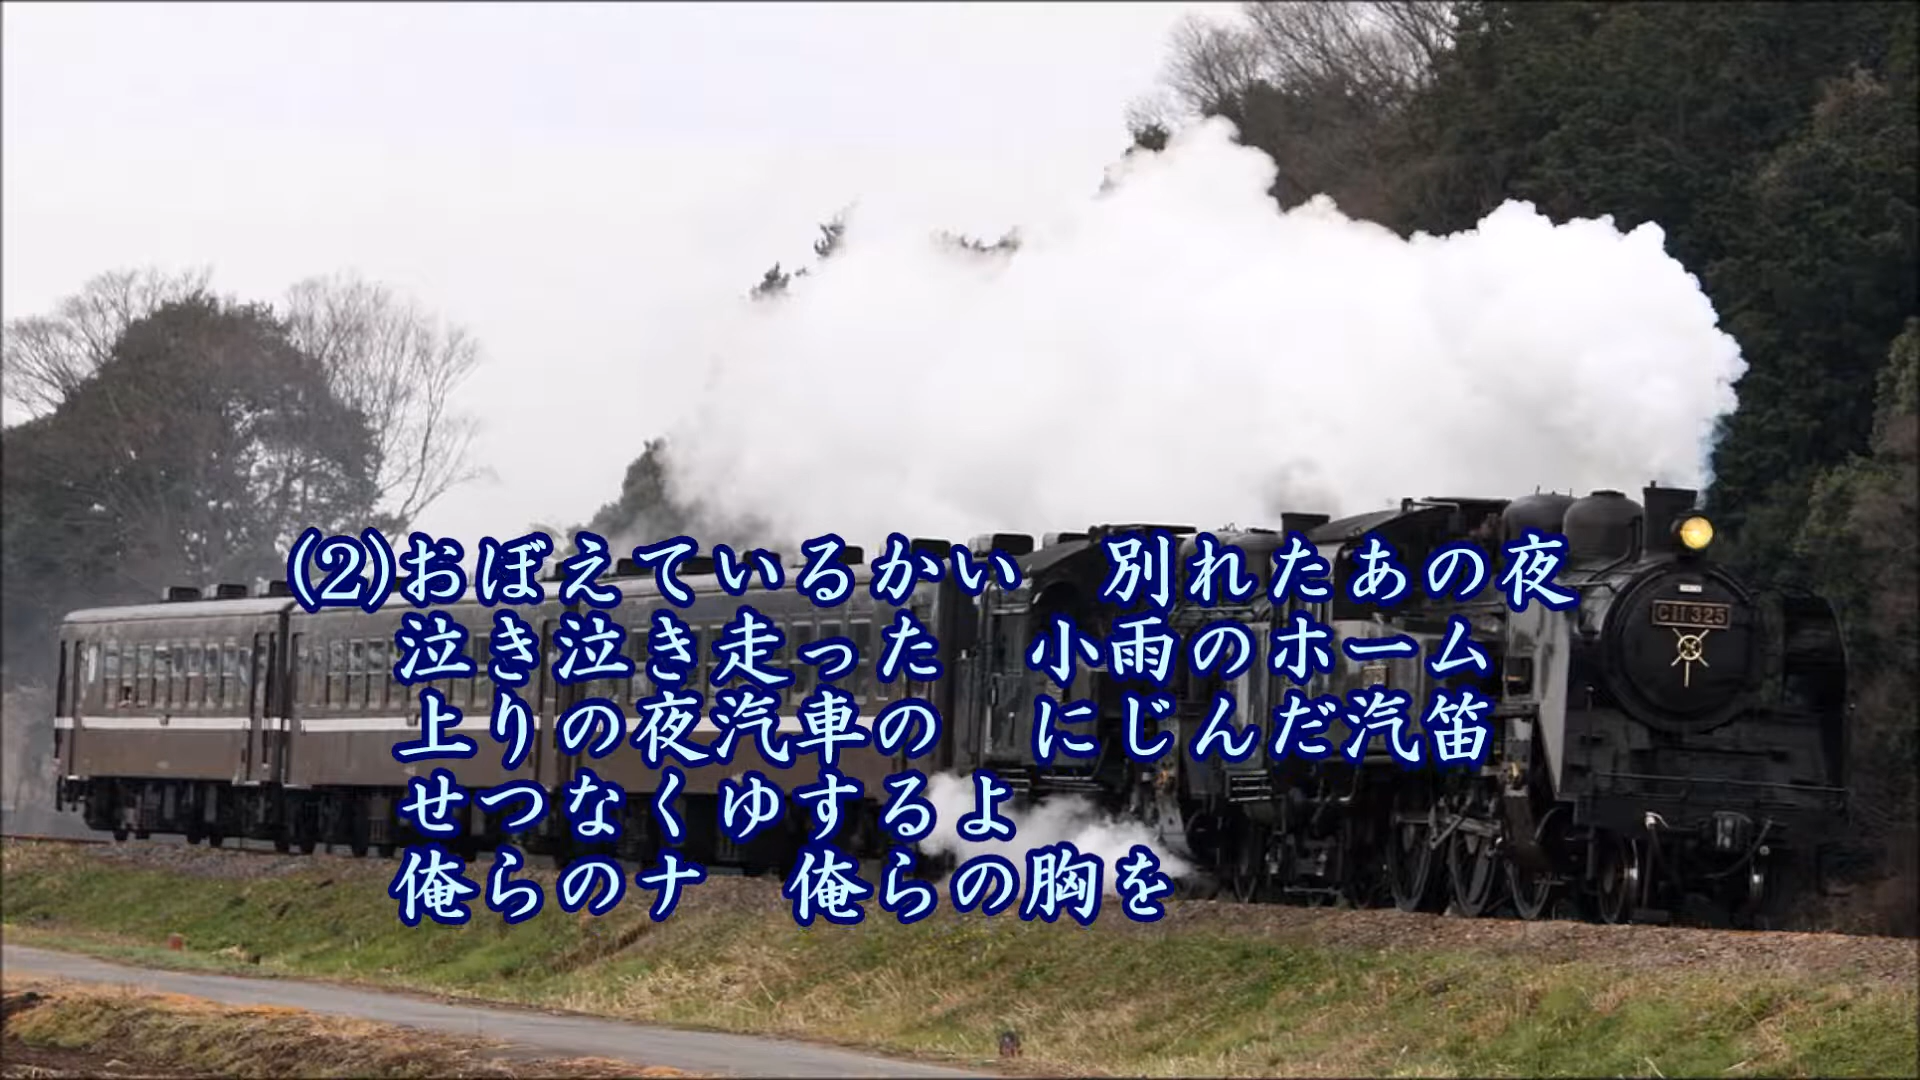 (2)おぼえているかい　別れたあの夜
泣き泣き走った　小雨のホーム
上りの夜汽車の　にじんだ汽笛
せつなくゆするよ
俺らのナ　俺らの胸を
C11 325